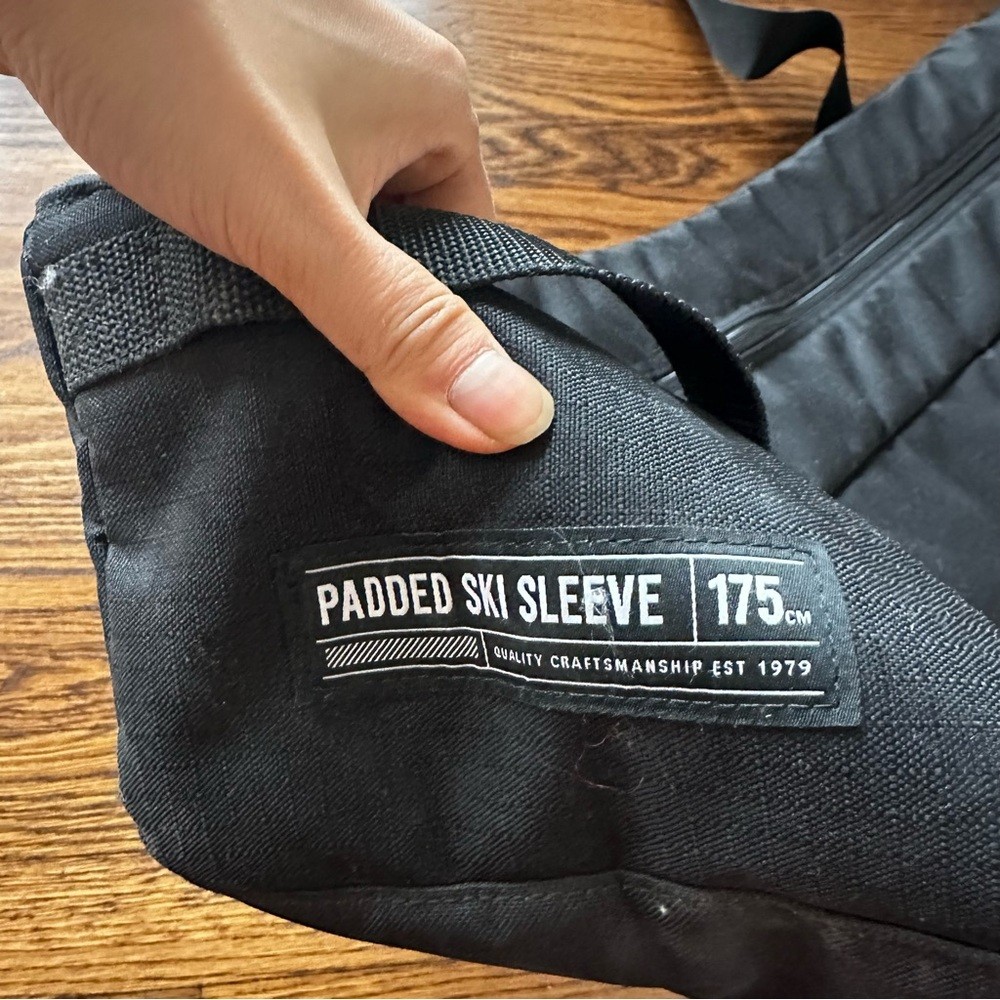 PADDED SKI SLEEVE 175CM
QUALITY CRAFTSMANSHIP EST 1979